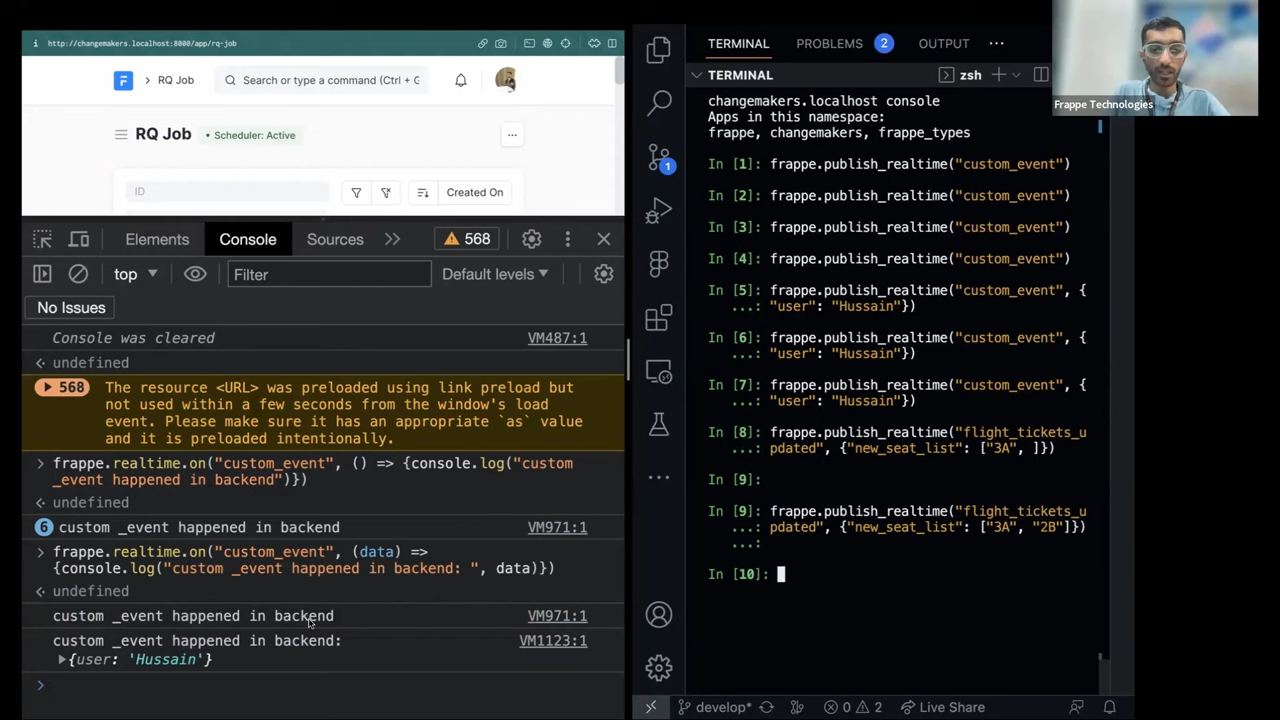 http://changemakers.localhost:8000/app/rq-job
RQ Job
Search or type a command (Ctrl + G
RQ Job
Scheduler: Active
ID
Created On
Elements
Console
Sources
568
top
Filter
Default levels
No Issues
Console was cleared
VM487:1
undefined
568
The resource <URL> was preloaded using link preload but
not used within a few seconds from the window's load
event. Please make sure it has an appropriate `as` value
and it is preloaded intentionally.
frappe.realtime.on("custom_event", () => {console.log("custom
_event happened in backend")})
undefined
6 custom _event happened in backend
VM971:1
frappe.realtime.on("custom_event", (data) =>
{console.log("custom _event happened in backend: ", data)})
undefined
custom _event happened in backend
VM971:1
custom _event happened in backend:
VM1123:1
{user: 'Hussain'}
TERMINAL
PROBLEMS
2
OUTPUT
TERMINAL
zsh
changemakers.localhost console
Apps in this namespace:
frappe, changemakers, frappe_types
In [1]: frappe.publish_realtime("custom_event")
In [2]: frappe.publish_realtime("custom_event")
In [3]: frappe.publish_realtime("custom_event")
In [4]: frappe.publish_realtime("custom_event")
In [5]: frappe.publish_realtime("custom_event", {
...: "user": "Hussain"})
In [6]: frappe.publish_realtime("custom_event", {
...: "user": "Hussain"})
In [7]: frappe.publish_realtime("custom_event", {
...: "user": "Hussain"})
In [8]: frappe.publish_realtime("flight_tickets_u
...: pdated", {"new_seat_list": ["3A", ]})
In [9]:
In [9]: frappe.publish_realtime("flight_tickets_u
...: pdated", {"new_seat_list": ["3A", "2B"]})
...:
In [10]:
1
develop*
0
2
Live Share
Frappe Technologies